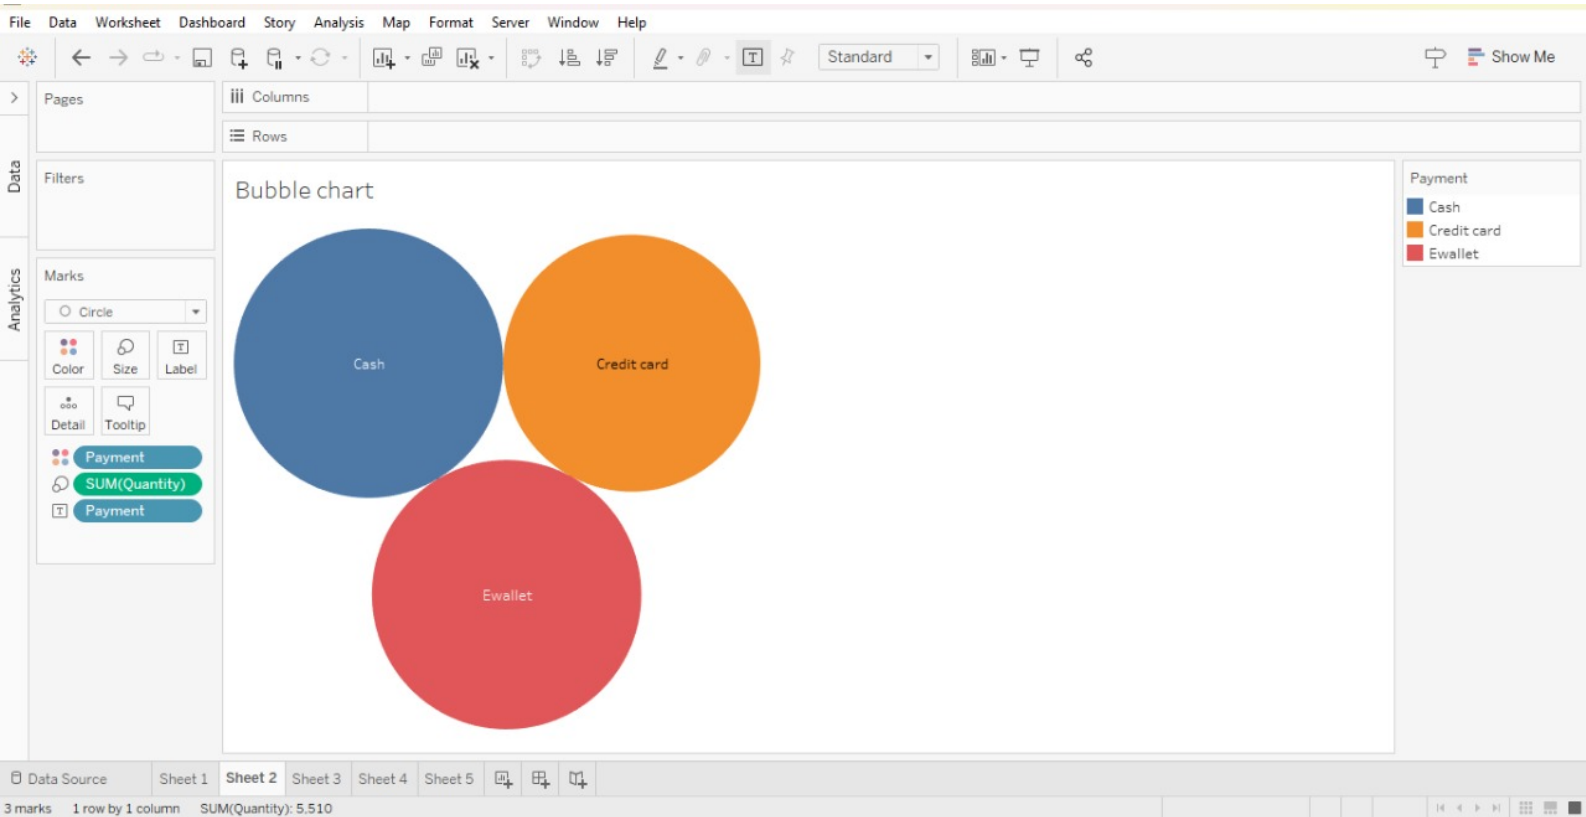 File Data Worksheet Dashboard Story Analysis Map Format Server Window Help
Standard
Show Me
Pages
Columns
Rows
Data
Analytics
Filters
Marks
Circle
Color Size Label
Detail Tooltip
Payment
SUM(Quantity)
Payment
Bubble chart
Cash
Credit card
Ewallet
Payment
Cash
Credit card
Ewallet
Data Source Sheet 1 Sheet 2 Sheet 3 Sheet 4 Sheet 5
3 marks 1 row by 1 column SUM(Quantity): 5,510